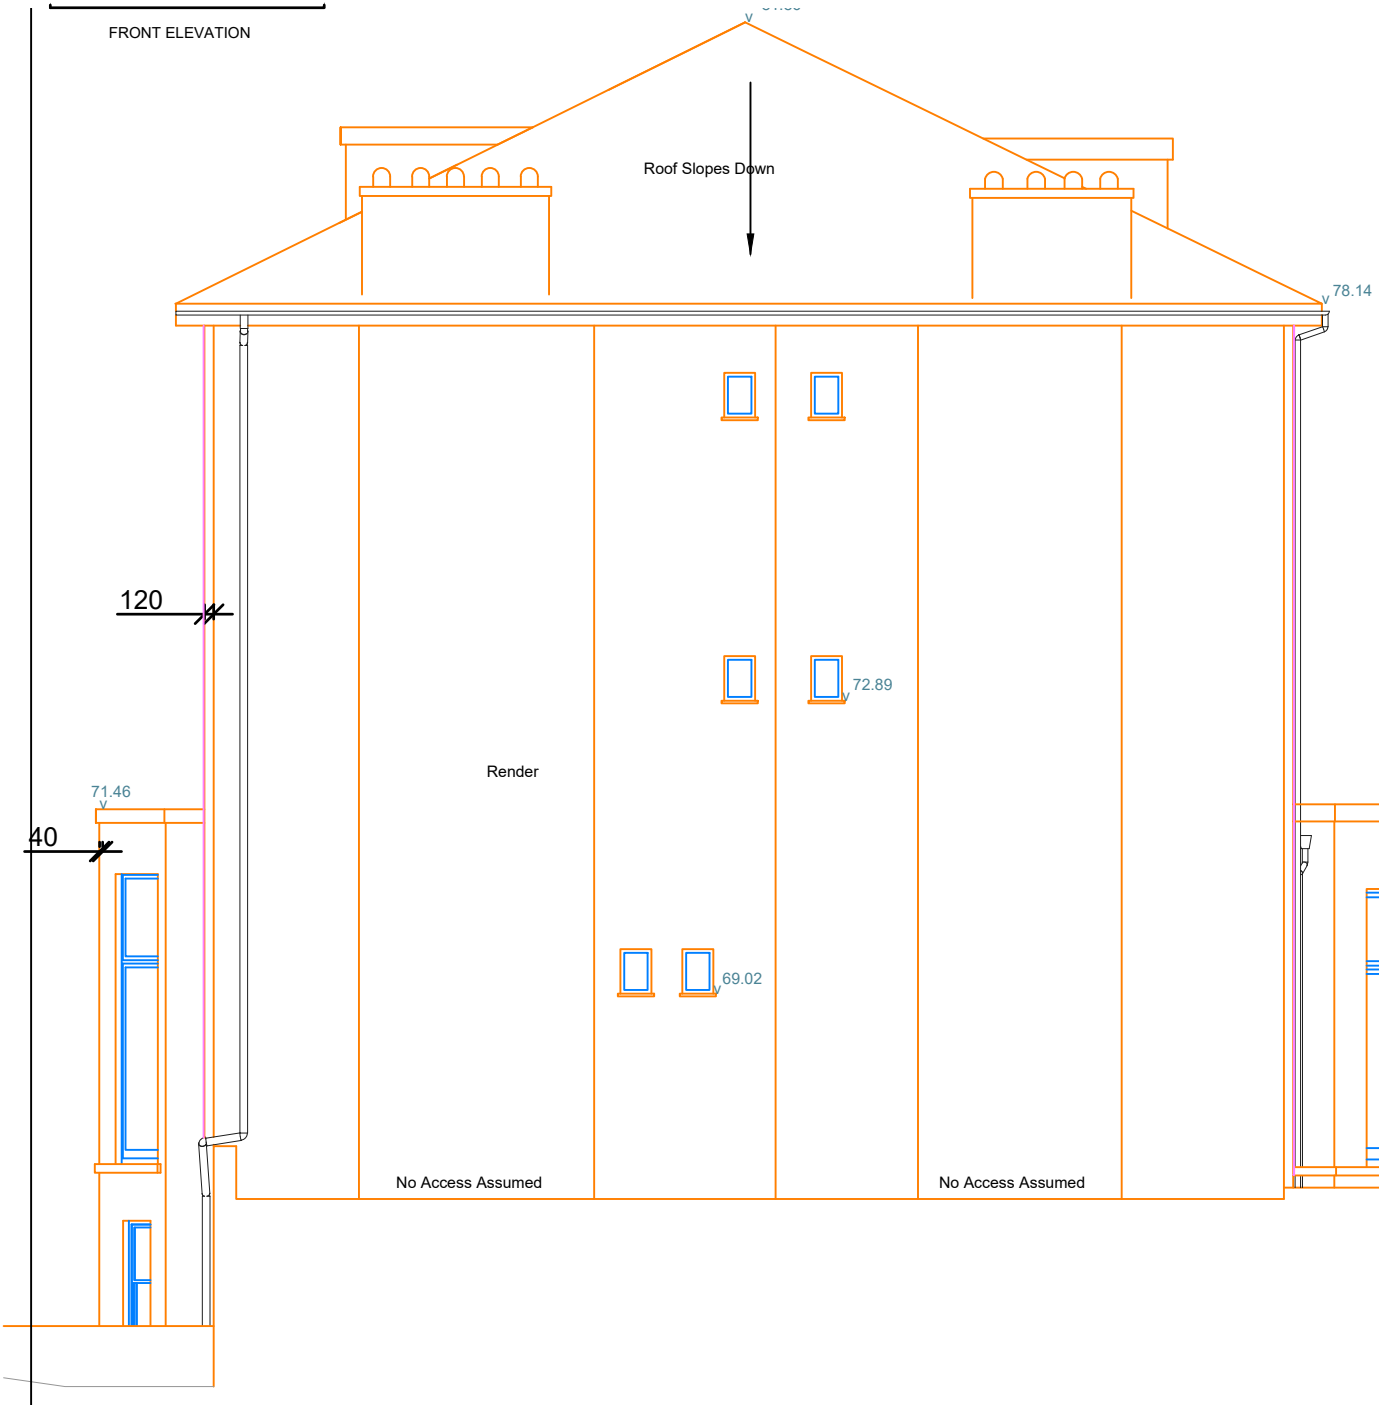 FRONT ELEVATION
Roof Slopes Down
78.14
120
72.89
Render
71.46
40
69.02
No Access Assumed
No Access Assumed